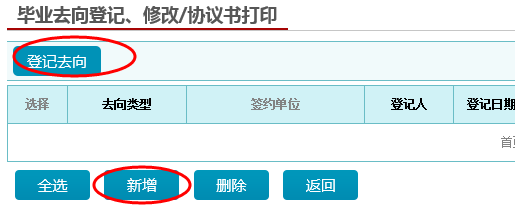 毕业去向登记、修改/协议书打印
登记去向
选择 去向类型 签约单位 登记人 登记日期
首页
全选 新增 删除 返回